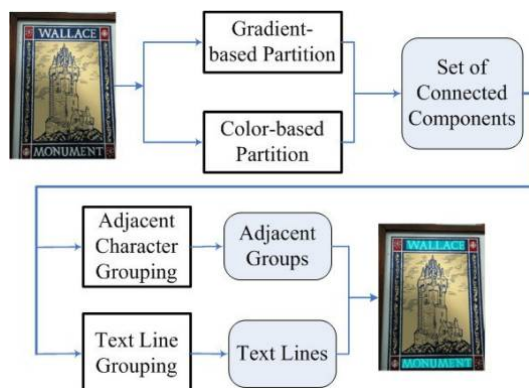 WALLACE
MONUMENT
Gradient-
based Partition
Color-based
Partition
Set of
Connected
Components
Adjacent
Character
Grouping
Adjacent
Groups
Text Line
Grouping
Text Lines
WALLACE
MONUMENT